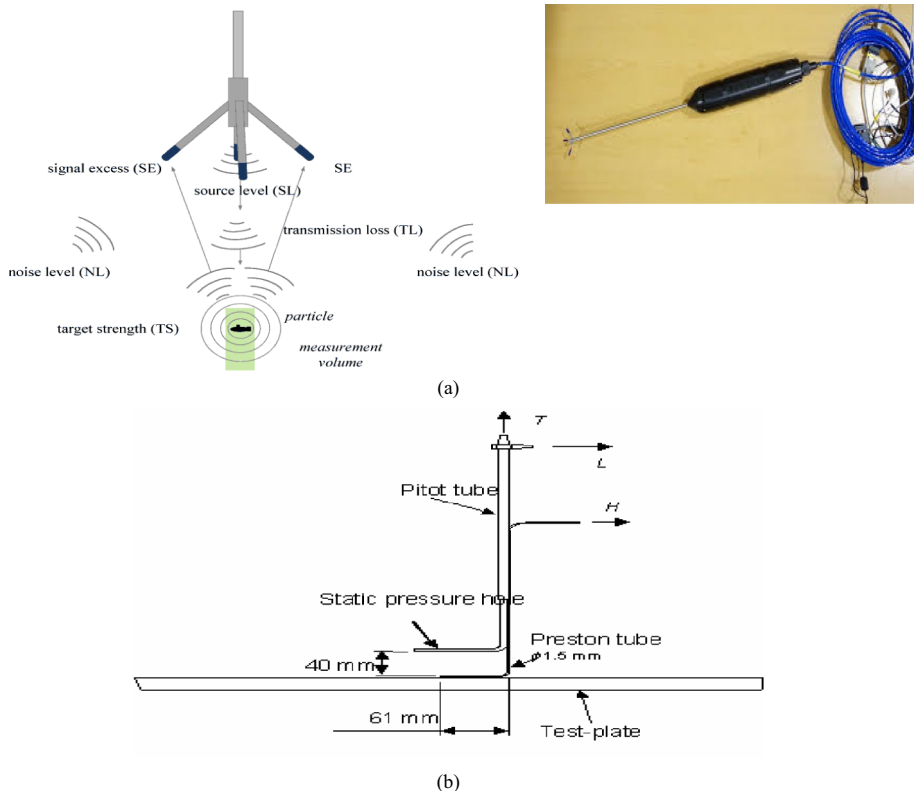 signal excess (SE)
SE
source level (SL)
transmission loss (TL)
noise level (NL)
noise level (NL)
target strength (TS)
particle
measurement
volume
(a)
T
L
Pitot tube
H
Static pressure hole
Preston tube
ϕ1.5 mm
40 mm
61 mm
Test-plate
(b)